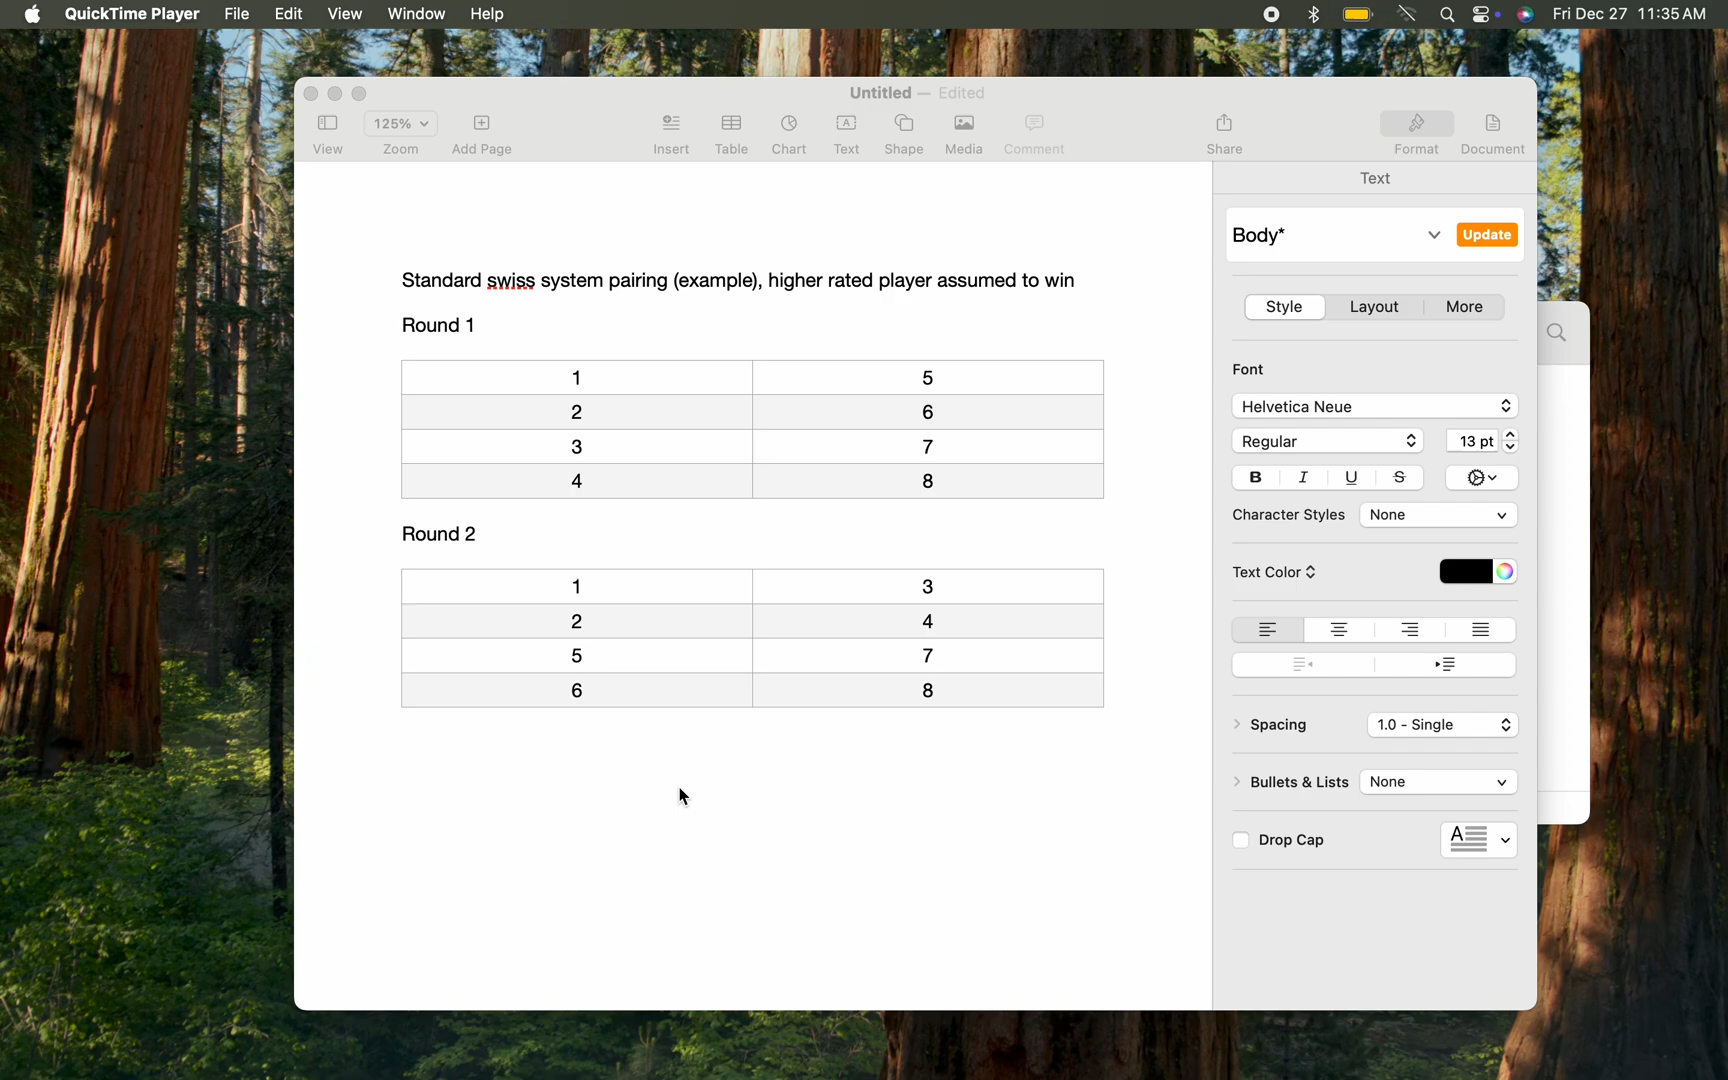 QuickTime Player File Edit View Window Help Fri Dec 27 11:35 AM
Untitled — Edited
125%
View Zoom Add Page Insert Table Chart Text Shape Media Comment Share Format Document
Text
Body* Update
Style Layout More
Standard swiss system pairing (example), higher rated player assumed to win
Round 1
1 5
2 6
3 7
4 8
Round 2
1 3
2 4
5 7
6 8
Font
Helvetica Neue
Regular 13 pt
B I U S
Character Styles None
Text Color
Spacing 1.0 - Single
Bullets & Lists None
Drop Cap A